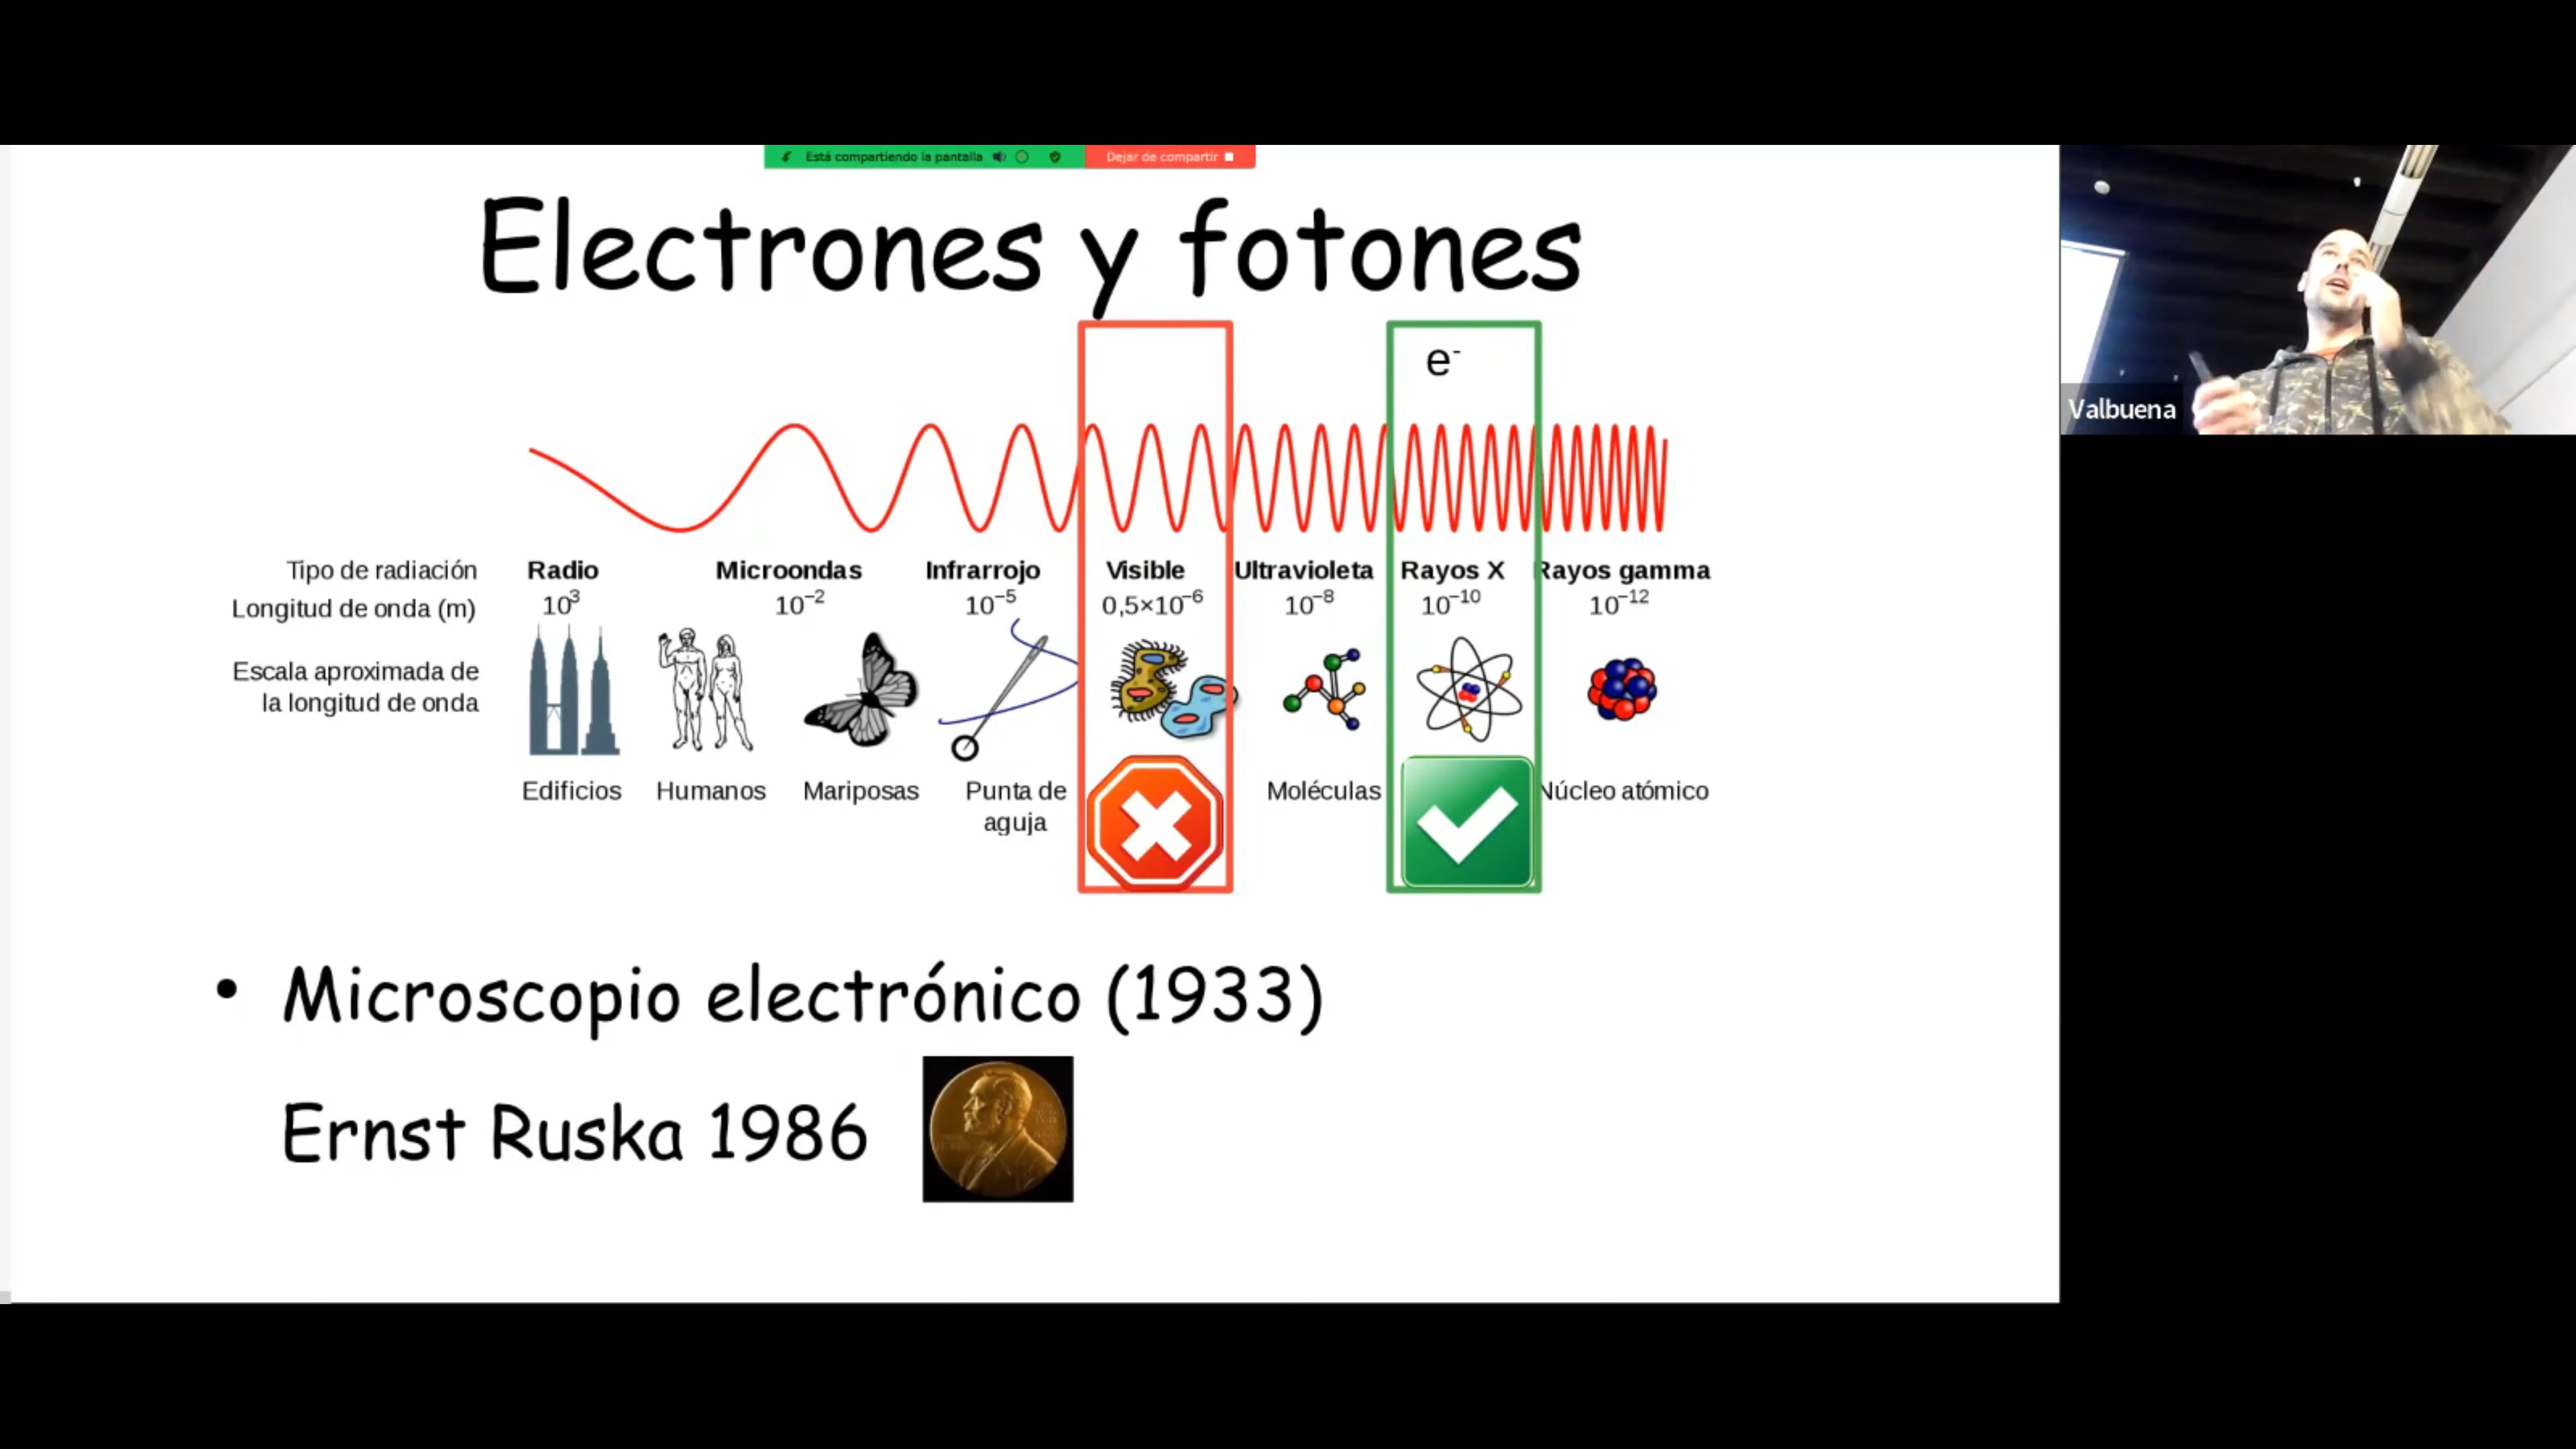 Está compartiendo la pantalla
Dejar de compartir
Electrones y fotones
e⁻
Tipo de radiación Radio Microondas Infrarrojo Visible Ultravioleta Rayos X Rayos gamma
Longitud de onda (m) 10³ 10⁻² 10⁻⁵ 0,5×10⁻⁶ 10⁻⁸ 10⁻¹⁰ 10⁻¹²
Escala aproximada de
la longitud de onda
Edificios Humanos Mariposas Punta de Moléculas Núcleo atómico
aguja
• Microscopio electrónico (1933)
Ernst Ruska 1986
Valbuena